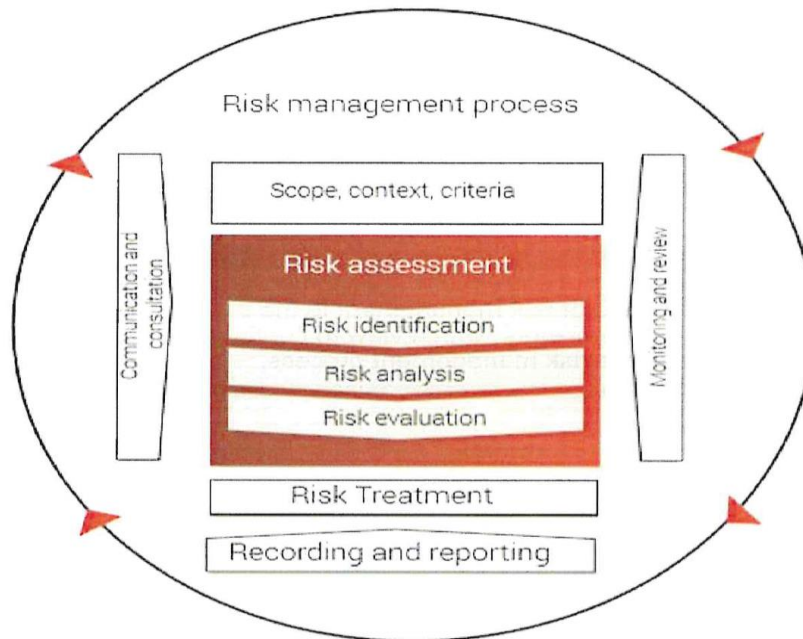 Risk management process
Scope, context, criteria
Communication and
consultation
Risk assessment
Risk identification
Risk analysis
Risk evaluation
Monitoring and review
Risk Treatment
Recording and reporting